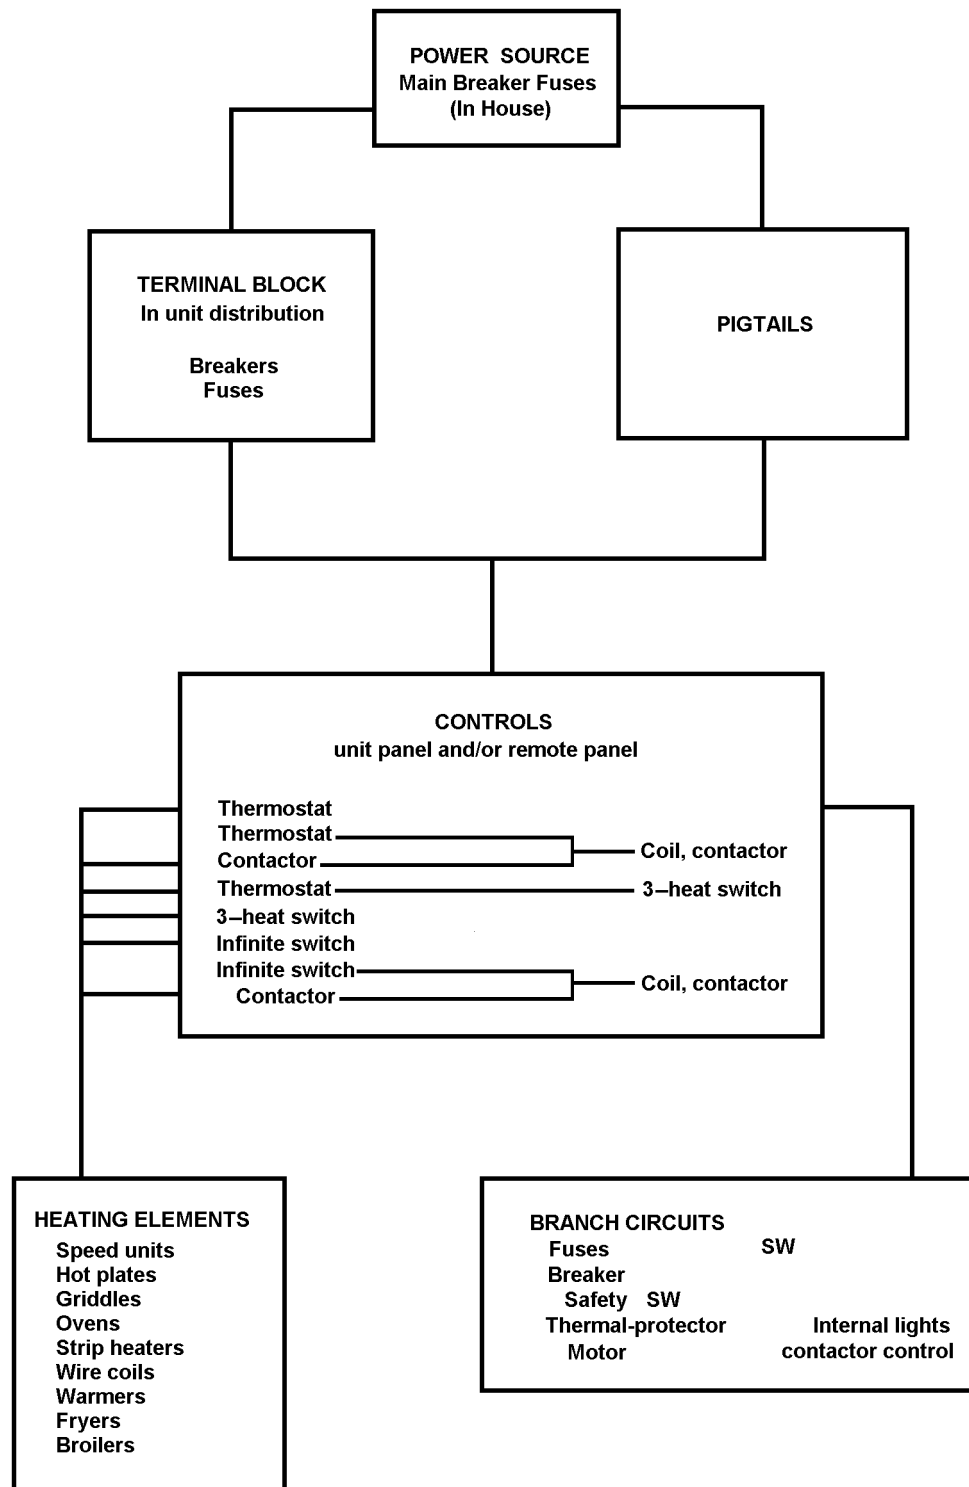 POWER SOURCE
Main Breaker Fuses
(In House)
TERMINAL BLOCK
In unit distribution
Breakers
Fuses
PIGTAILS
CONTROLS
unit panel and/or remote panel
Thermostat
Thermostat
Contactor
Coil, contactor
Thermostat
3–heat switch
3–heat switch
Infinite switch
Infinite switch
Contactor
Coil, contactor
HEATING ELEMENTS
Speed units
Hot plates
Griddles
Ovens
Strip heaters
Wire coils
Warmers
Fryers
Broilers
BRANCH CIRCUITS
Fuses SW
Breaker
Safety SW
Thermal-protector Internal lights
Motor contactor control